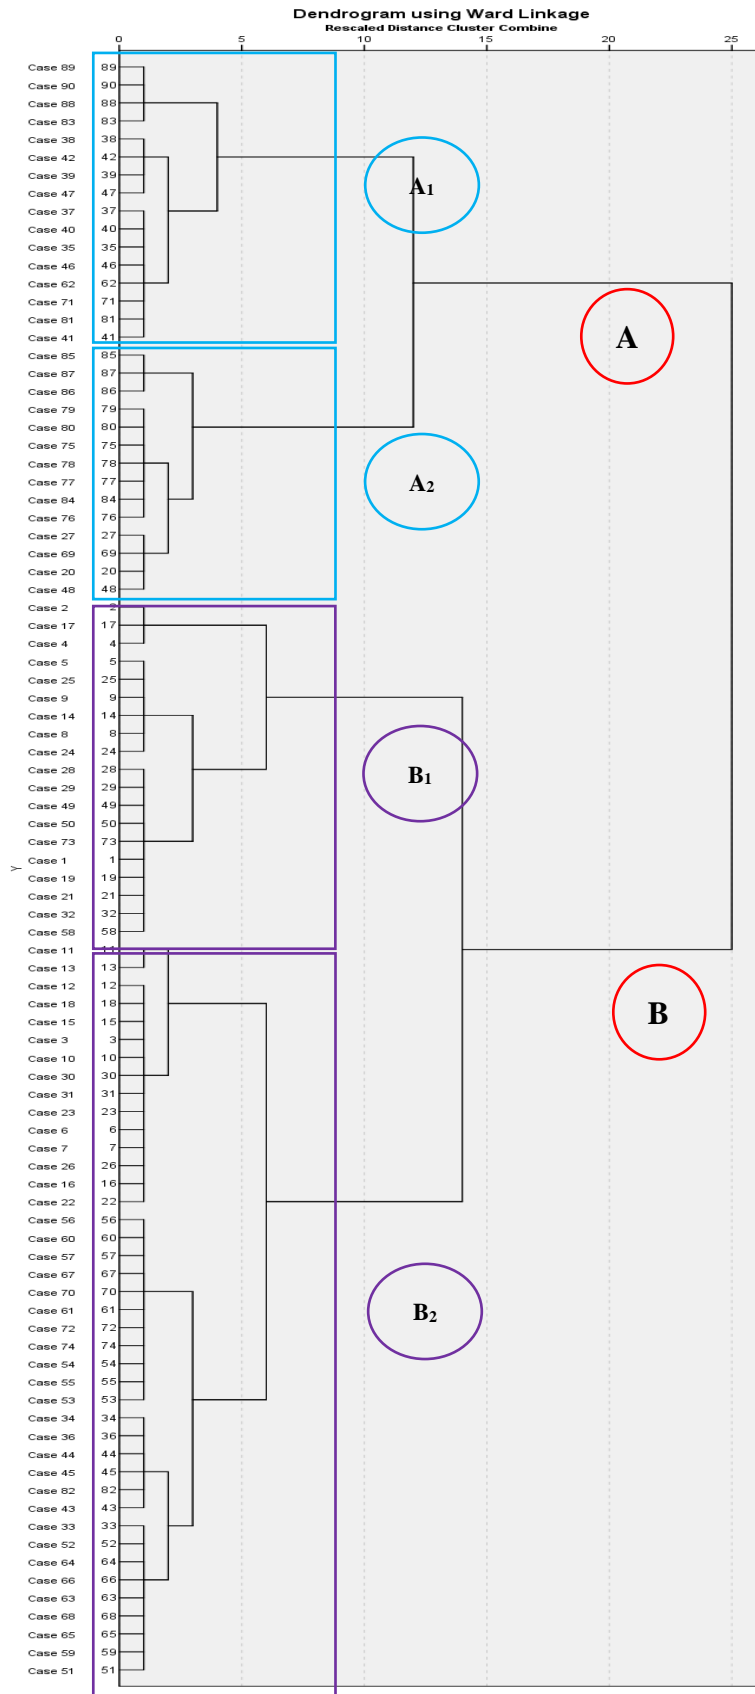 Dendrogram using Ward Linkage
Rescaled Distance Cluster Combine
0 5 10 15 20 25
Case 89 89
Case 90 90
Case 88 88
Case 83 83
Case 38 38
Case 42 42
Case 39 39
Case 47 47
Case 37 37
Case 40 40
Case 35 35
Case 46 46
Case 62 62
Case 71 71
Case 81 81
Case 41 41
A1
A
Case 85 85
Case 87 87
Case 86 86
Case 79 79
Case 80 80
Case 75 75
Case 78 78
Case 77 77
Case 84 84
Case 76 76
Case 27 27
Case 69 69
Case 20 20
Case 48 48
A2
Case 2 2
Case 17 17
Case 4 4
Case 5 5
Case 25 25
Case 9 9
Case 14 14
Case 8 8
Case 24 24
Case 28 28
Case 29 29
Case 49 49
Case 50 50
Case 73 73
Case 1 1
Case 19 19
Case 21 21
Case 32 32
Case 58 58
B1
Y
Case 11 11
Case 13 13
Case 12 12
Case 18 18
Case 15 15
Case 3 3
Case 10 10
Case 30 30
Case 31 31
Case 23 23
Case 6 6
Case 7 7
Case 26 26
Case 16 16
Case 22 22
B
Case 56 56
Case 60 60
Case 57 57
Case 67 67
Case 70 70
Case 61 61
Case 72 72
Case 74 74
Case 54 54
Case 55 55
Case 53 53
B2
Case 34 34
Case 36 36
Case 44 44
Case 45 45
Case 82 82
Case 43 43
Case 33 33
Case 52 52
Case 64 64
Case 66 66
Case 63 63
Case 68 68
Case 65 65
Case 59 59
Case 51 51